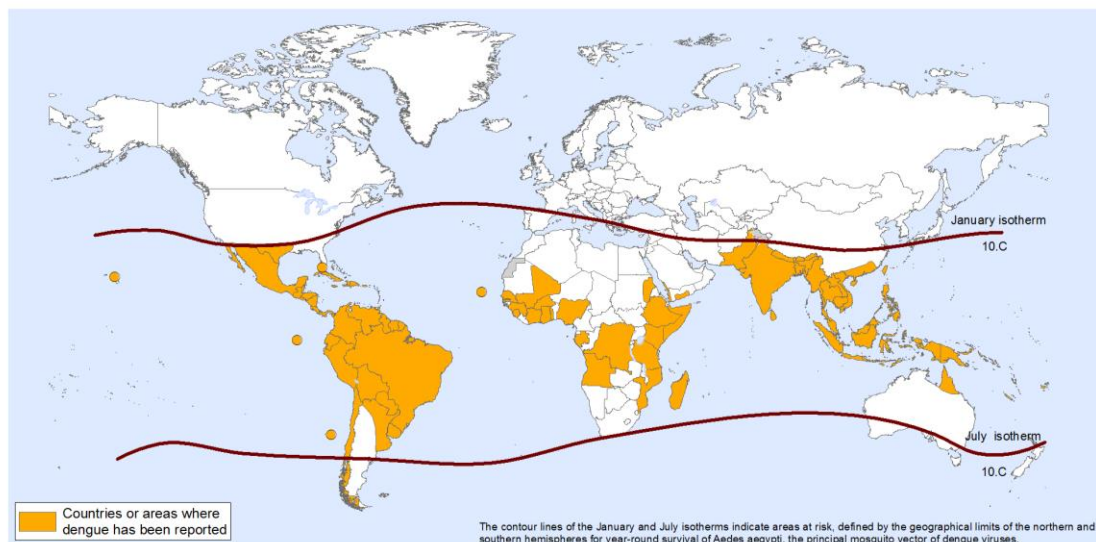 January isotherm
10.C
July isotherm
10.C
Countries or areas where
dengue has been reported
The contour lines of the January and July isotherms indicate areas at risk, defined by the geographical limits of the northern and
southern hemispheres for year-round survival of Aedes aegypti, the principal mosquito vector of dengue viruses.